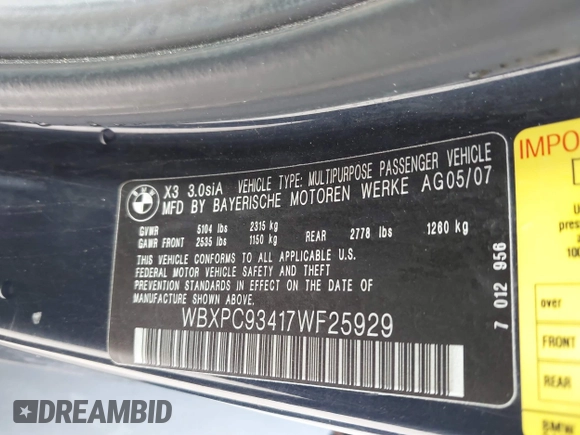 BMW
X3 3.0siA VEHICLE TYPE: MULTIPURPOSE PASSENGER VEHICLE
MFD BY BAYERISCHE MOTOREN WERKE AG05/07
GVWR 5104 lbs 2315 kg
GAWR FRONT 2535 lbs 1150 kg REAR 2778 lbs 1260 kg
THIS VEHICLE CONFORMS TO ALL APPLICABLE U.S.
FEDERAL MOTOR VEHICLE SAFETY AND THEFT
PREVENTION STANDARDS IN EFFECT ON THE DATE OF
MANUFACTURE SHOWN ABOVE.
WBXPC93417WF25929
7 012 956
over
FRONT
REAR
BMW
DREAMBID